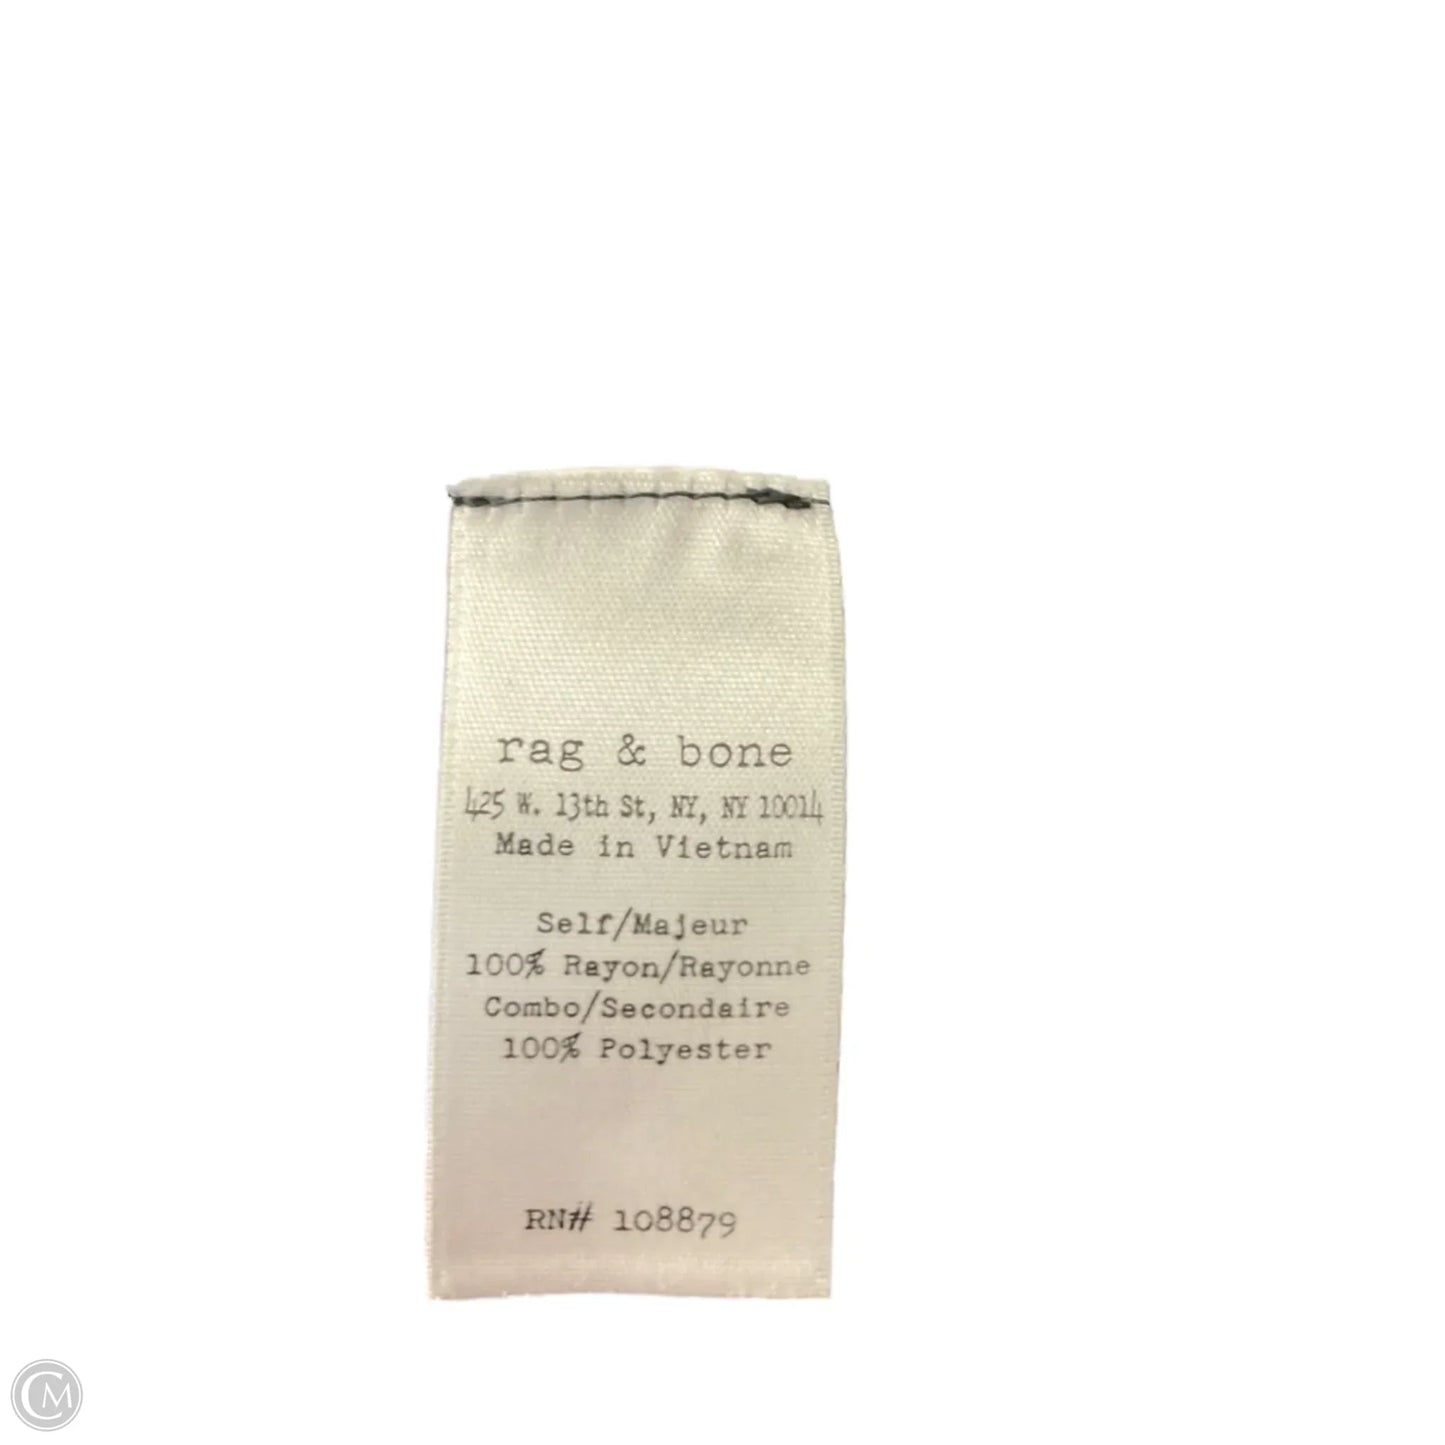 rag & bone
425 W. 13th St, NY, NY 10014
Made in Vietnam
Self/Majeur
100% Rayon/Rayonne
Combo/Secondaire
100% Polyester
RN# 108879
CM